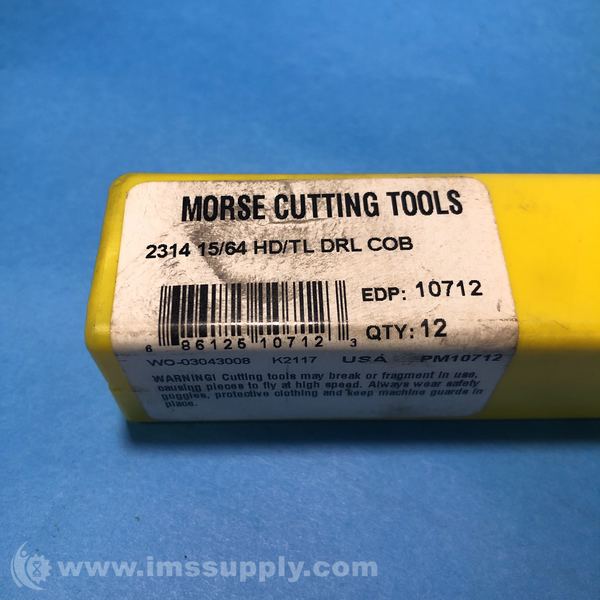 MORSE CUTTING TOOLS
2314 15/64 HD/TL DRL COB
EDP: 10712
6 86125 10712 3
QTY: 12
WO-03043008 K2117 USA PM10712
WARNING! Cutting tools may break or fragment in use,
causing pieces to fly at high speed. Always wear safety
goggles, protective clothing and keep machine guards in
place.
www.imssupply.com